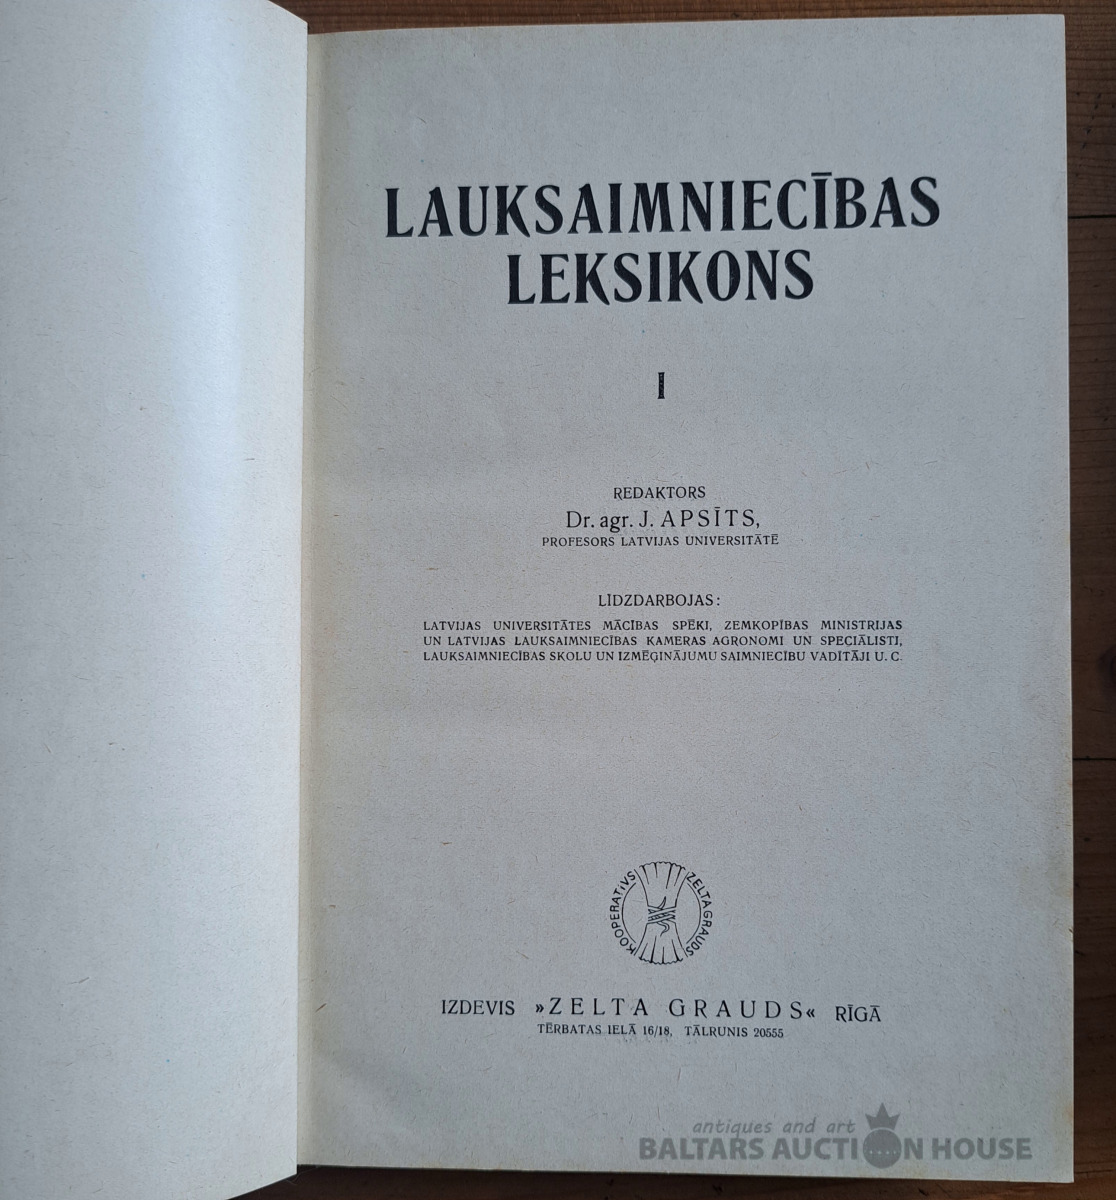 LAUKSAIMNIECĪBAS
LEKSIKONS
I
REDAKTORS
Dr. agr. J. APSĪTS,
PROFESORS LATVIJAS UNIVERSITĀTĒ
LĪDZDARBOJAS:
LATVIJAS UNIVERSITĀTES MĀCĪBAS SPĒKI, ZEMKOPĪBAS MINISTRIJAS
UN LATVIJAS LAUKSAIMNIECĪBAS KAMERAS AGRONOMI UN SPECIĀLISTI,
LAUKSAIMNIECĪBAS SKOLU UN IZMĒĢINĀJUMU SAIMNIECĪBU VADĪTĀJI U. C.
KOOPERATIVS ZELTA GRAUDS
IZDEVIS »ZELTA GRAUDS« RĪGĀ
TĒRBATAS IELĀ 16/18, TĀLRUNIS 20555
antiques and art
BALTARS AUCTION HOUSE